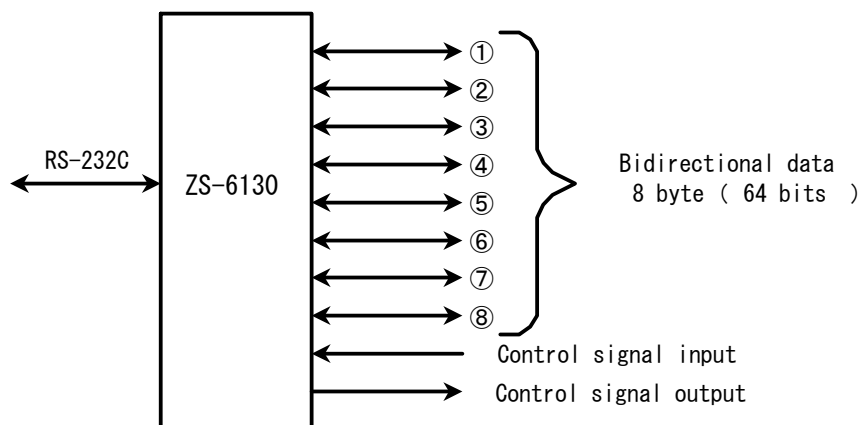 ①
②
③
RS-232C
④
Bidirectional data
ZS-6130
8 byte ( 64 bits )
⑤
⑥
⑦
⑧
Control signal input
Control signal output